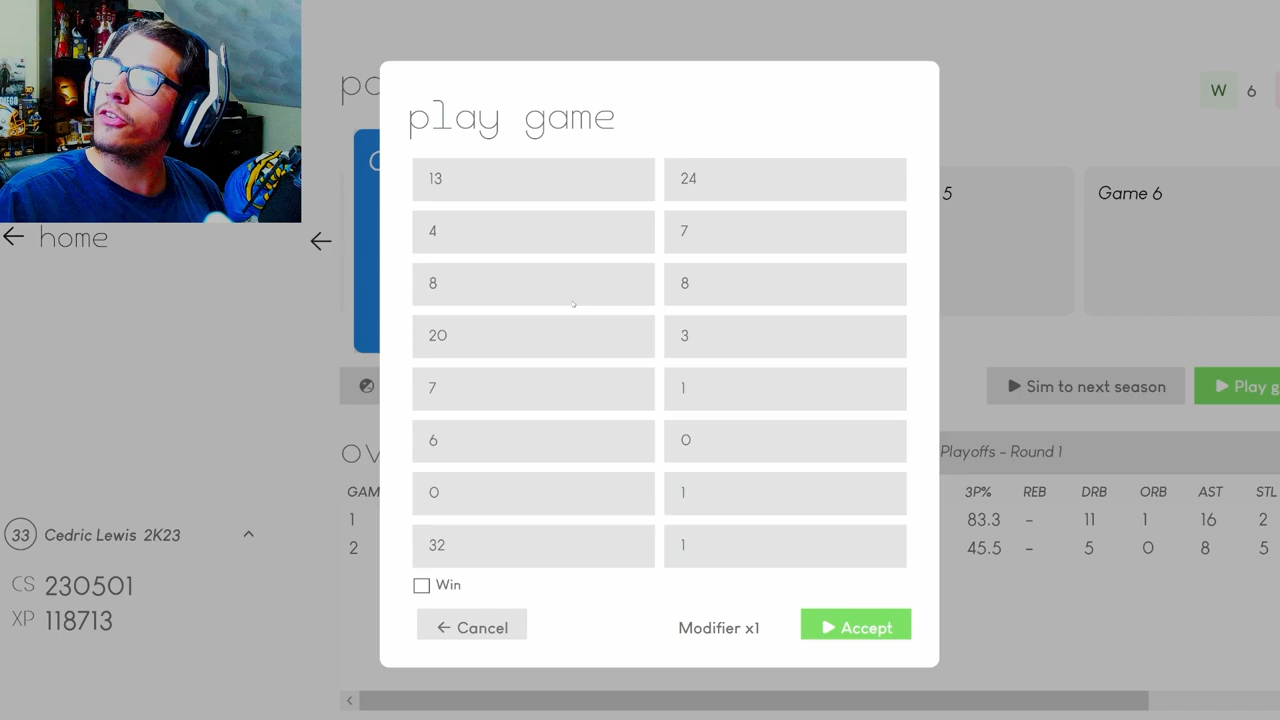 po
W 6
play game
13 24
4 7
8 8
20 3
7 1
6 0
0 1
32 1
Win
← Cancel
Modifier x1
Accept
← home
←
5
Game 6
Sim to next season
Play g
OV
Playoffs - Round 1
GAM 3P% REB DRB ORB AST STL
1 83.3 - 11 1 16 2
2 45.5 - 5 0 8 5
33 Cedric Lewis 2K23
CS 230501
XP 118713